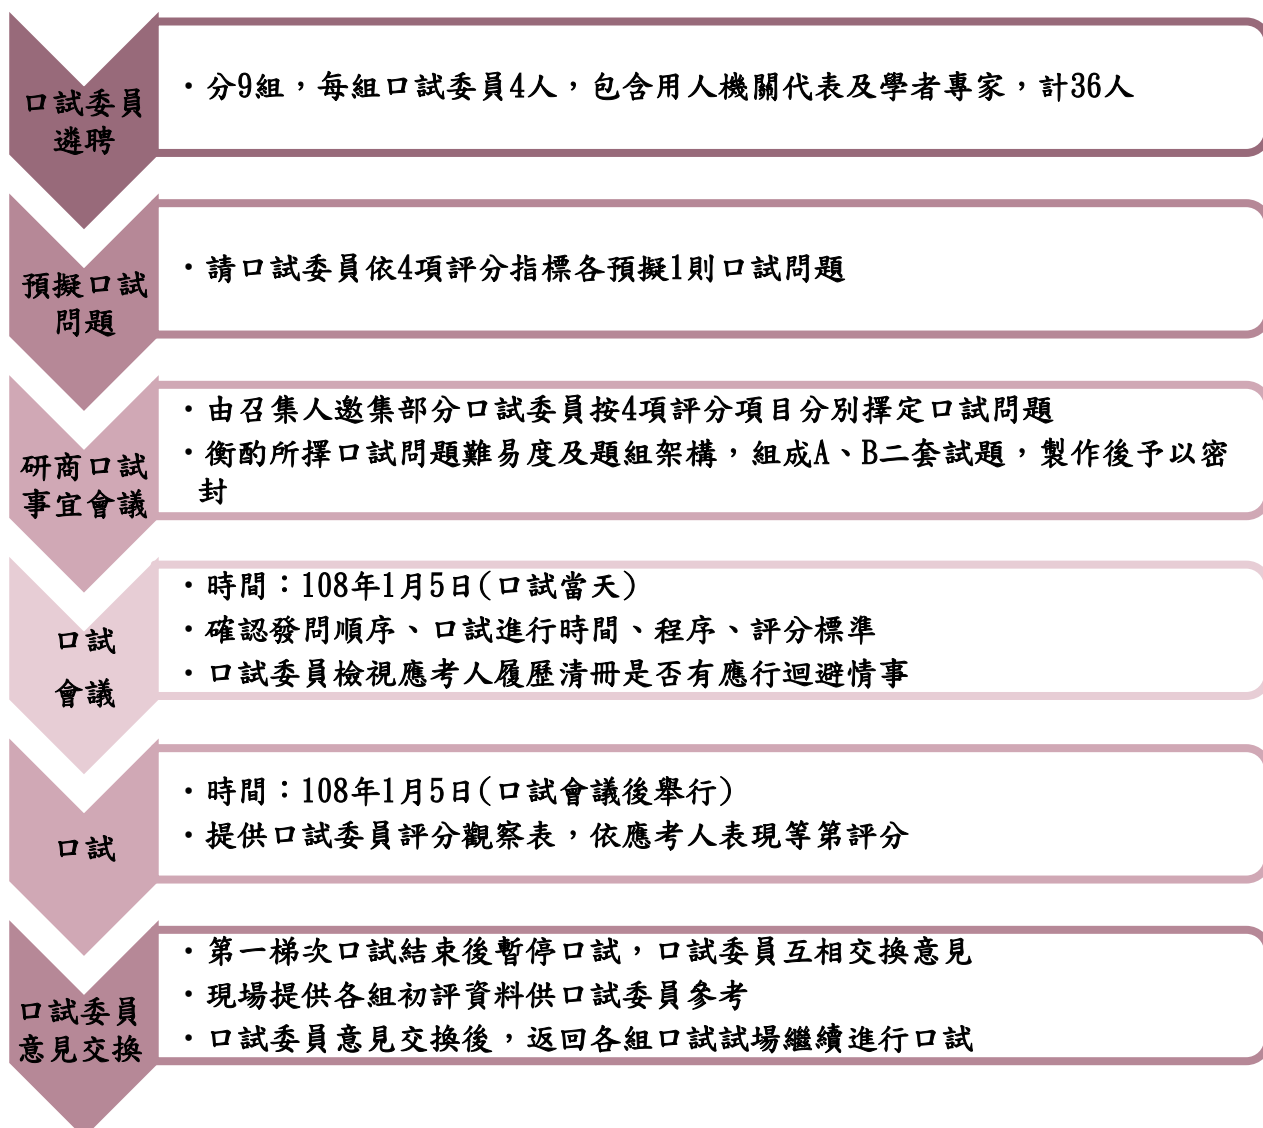 口試委員
遴聘
・分9組，每組口試委員4人，包含用人機關代表及學者專家，計36人
預擬口試
問題
・請口試委員依4項評分指標各預擬1則口試問題
研商口試
事宜會議
・由召集人邀集部分口試委員按4項評分項目分別擇定口試問題
・衡酌所擇口試問題難易度及題組架構，組成A、B二套試題，製作後予以密
封
口試
會議
・時間：108年1月5日(口試當天)
・確認發問順序、口試進行時間、程序、評分標準
・口試委員檢視應考人履歷清冊是否有應行迴避情事
口試
・時間：108年1月5日(口試會議後舉行)
・提供口試委員評分觀察表，依應考人表現等第評分
口試委員
意見交換
・第一梯次口試結束後暫停口試，口試委員互相交換意見
・現場提供各組初評資料供口試委員參考
・口試委員意見交換後，返回各組口試試場繼續進行口試